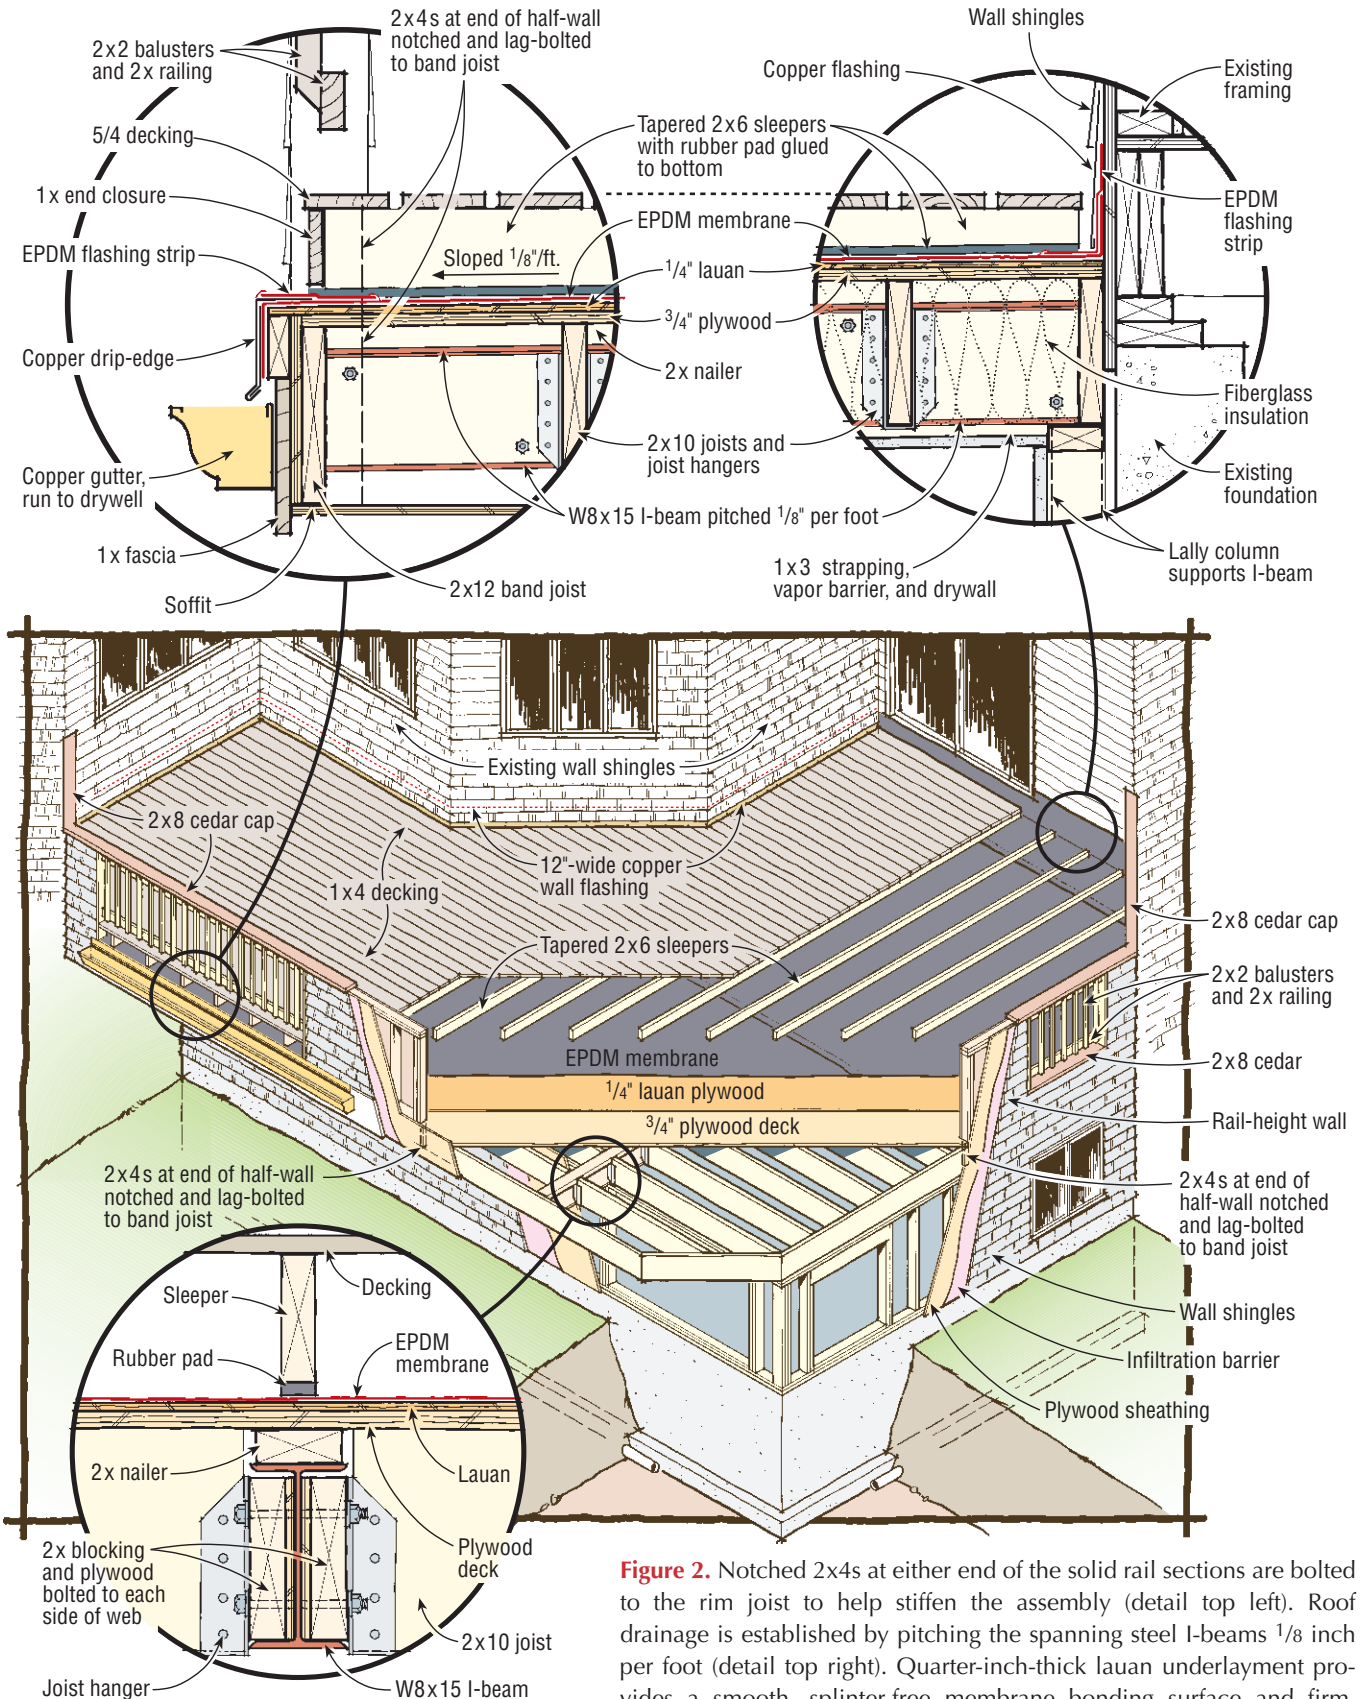 2x4s at end of half-wall
notched and lag-bolted
to band joist
2x2 balusters
and 2x railing
5/4 decking
1x end closure
EPDM flashing strip
Copper drip-edge
Copper gutter,
run to drywell
1x fascia
Soffit
Sloped 1/8"/ft.
2x12 band joist
Tapered 2x6 sleepers
with rubber pad glued
to bottom
EPDM membrane
1/4" lauan
3/4" plywood
2x nailer
2x10 joists and
joist hangers
W8x15 I-beam pitched 1/8" per foot
Wall shingles
Copper flashing
Existing
framing
EPDM
flashing
strip
Fiberglass
insulation
Existing
foundation
Lally column
supports I-beam
1x3 strapping,
vapor barrier, and drywall
Existing wall shingles
2x8 cedar cap
1x4 decking
12"-wide copper
wall flashing
Tapered 2x6 sleepers
2x8 cedar cap
2x2 balusters
and 2x railing
2x8 cedar
Rail-height wall
EPDM membrane
1/4" lauan plywood
3/4" plywood deck
2x4s at end of half-wall
notched and lag-bolted
to band joist
2x4s at end of
half-wall notched
and lag-bolted
to band joist
Wall shingles
Infiltration barrier
Plywood sheathing
Decking
Sleeper
Rubber pad
EPDM
membrane
2x nailer
Lauan
Plywood
deck
2x blocking
and plywood
bolted to each
side of web
2x10 joist
Joist hanger
W8x15 I-beam
Figure 2. Notched 2x4s at either end of the solid rail sections are bolted
to the rim joist to help stiffen the assembly (detail top left). Roof
drainage is established by pitching the spanning steel I-beams 1/8 inch
per foot (detail top right). Quarter-inch-thick lauan underlayment pro-
vides a smooth, splinter-free membrane bonding surface and firm,